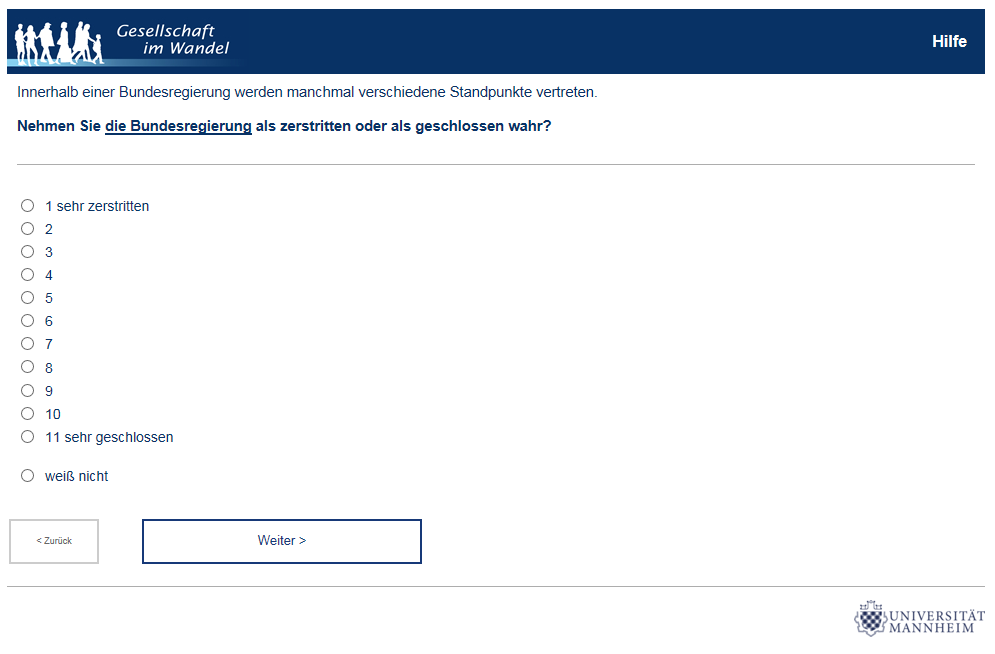 Gesellschaft
im Wandel
Hilfe
Innerhalb einer Bundesregierung werden manchmal verschiedene Standpunkte vertreten.
Nehmen Sie die Bundesregierung als zerstritten oder als geschlossen wahr?
1 sehr zerstritten
2
3
4
5
6
7
8
9
10
11 sehr geschlossen
weiß nicht
< Zurück
Weiter >
UNIVERSITÄT
MANNHEIM